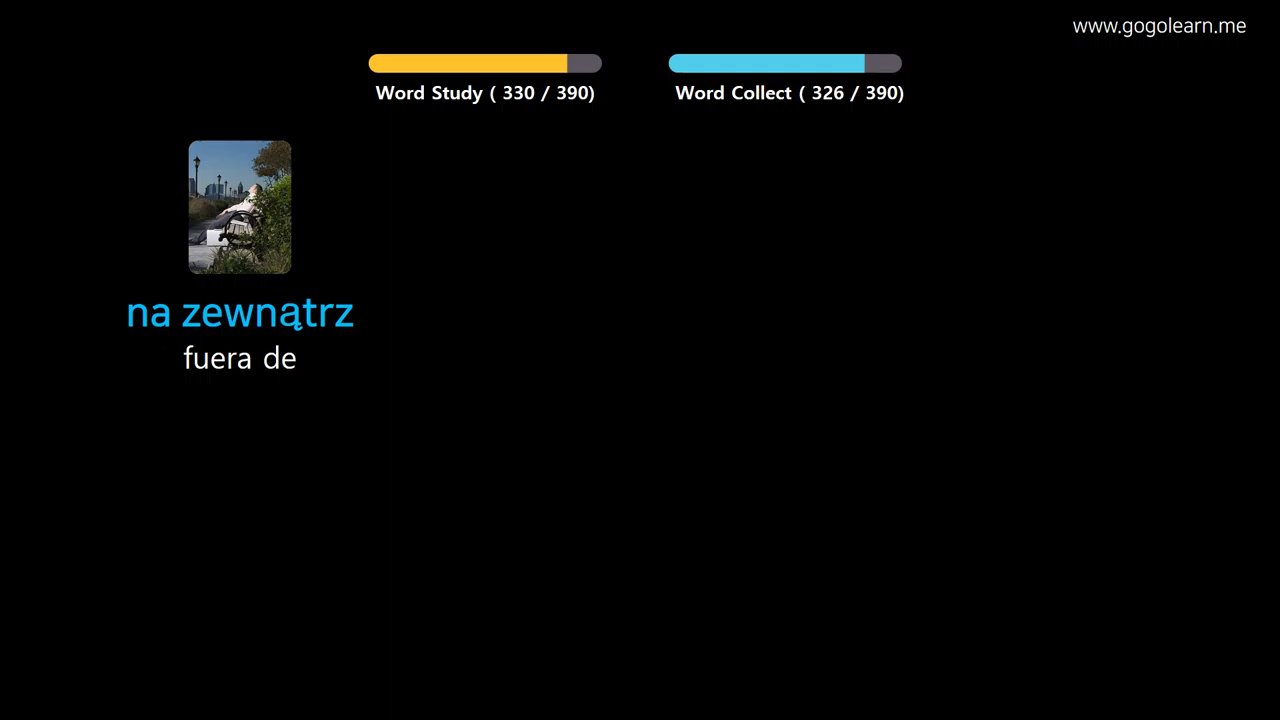 www.gogolearn.me
Word Study ( 330 / 390)
Word Collect ( 326 / 390)
na zewnątrz
fuera de